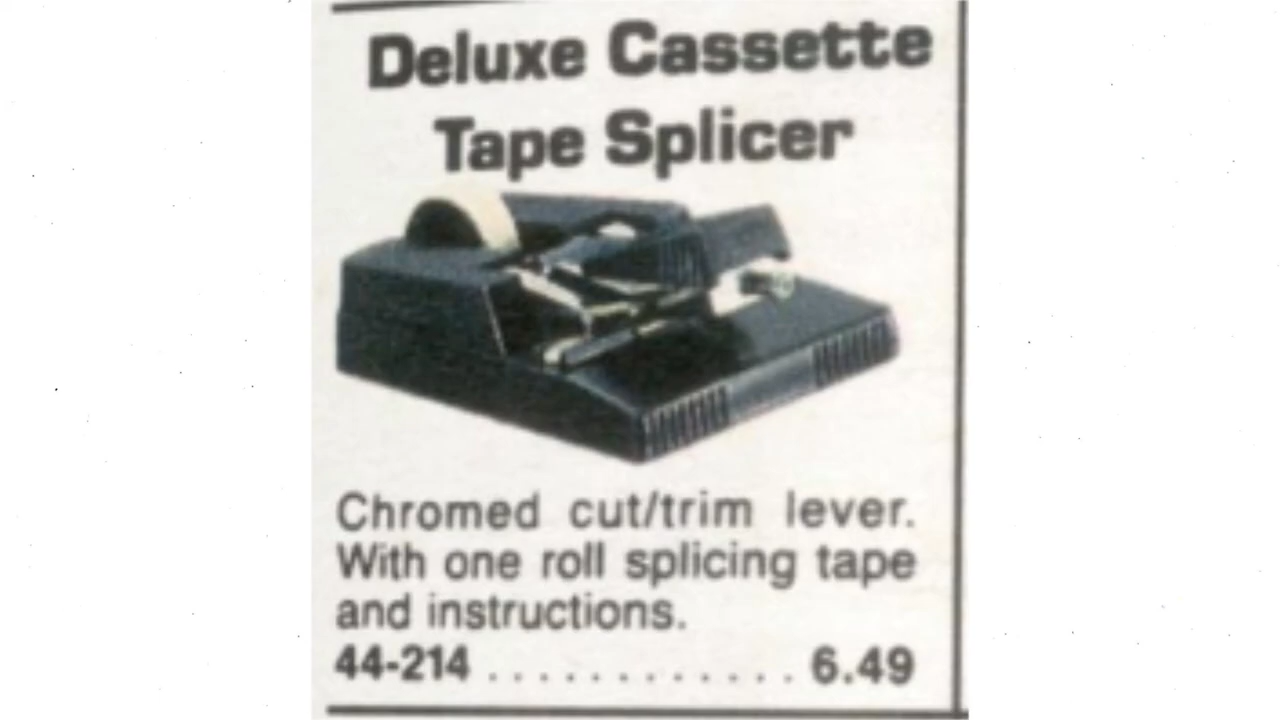 Deluxe Cassette
Tape Splicer
Chromed cut/trim lever.
With one roll splicing tape
and instructions.
44-214 . . . . . . . . . . . . 6.49